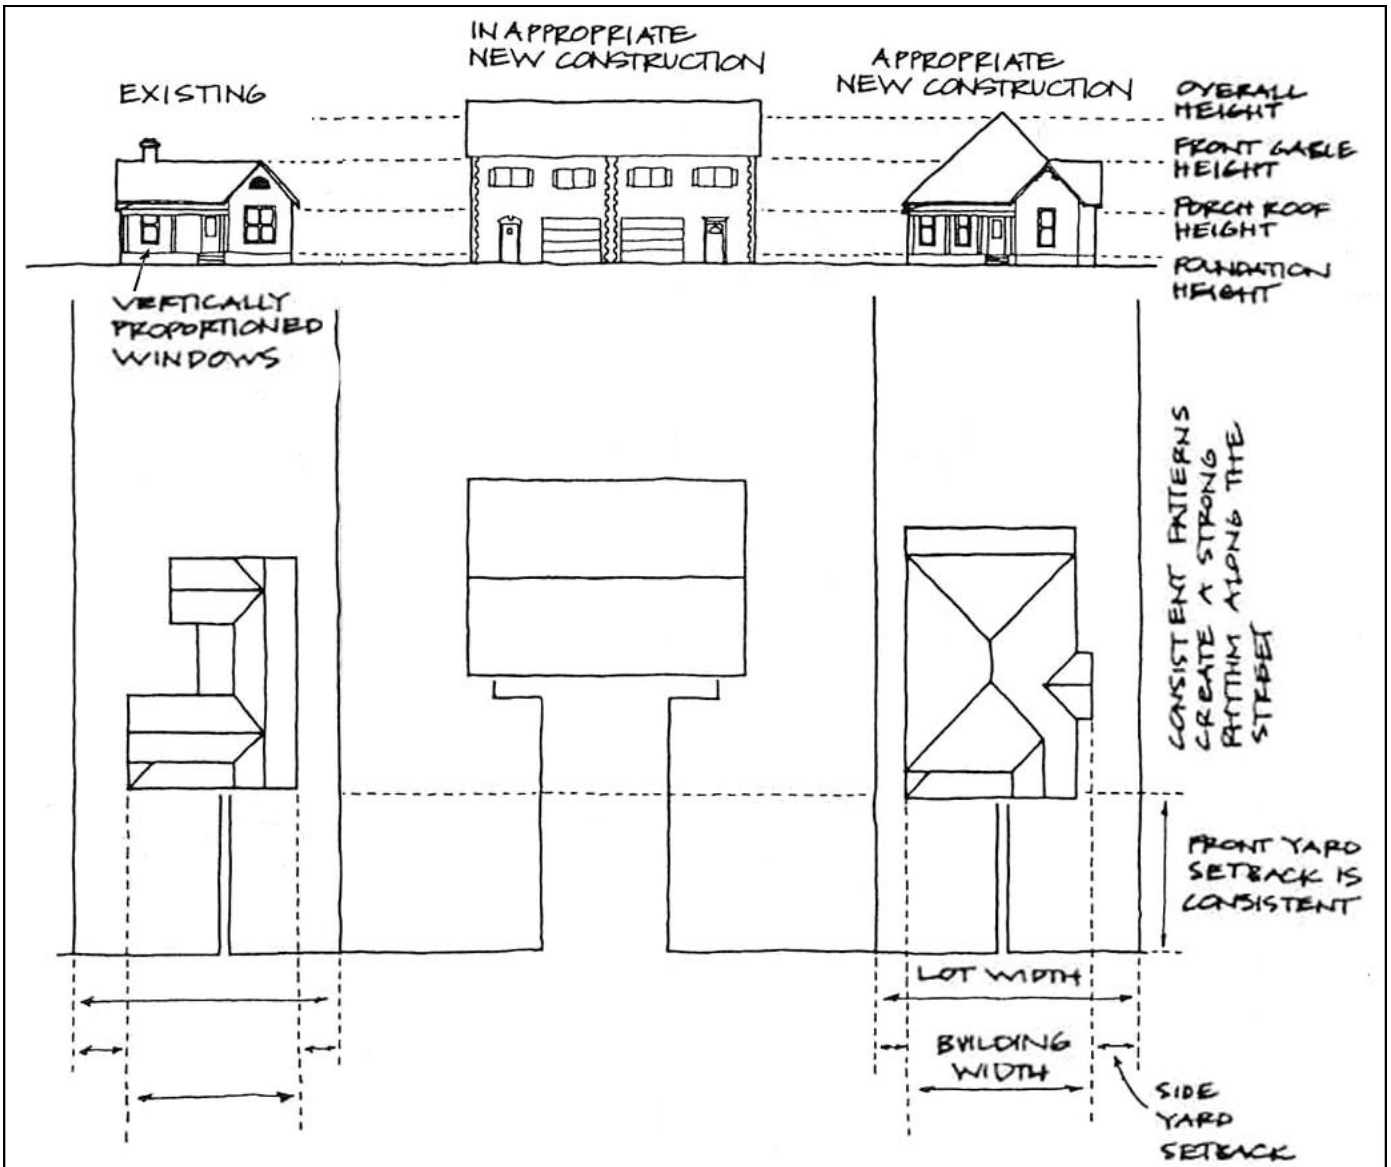 INAPPROPRIATE
NEW CONSTRUCTION
APPROPRIATE
NEW CONSTRUCTION
EXISTING
OVERALL
HEIGHT
FRONT GABLE
HEIGHT
PORCH ROOF
HEIGHT
FOUNDATION
HEIGHT
VERTICALLY
PROPORTIONED
WINDOWS
CONSISTENT PATTERNS
CREATE A STRONG
RHYTHM ALONG THE
STREET
FRONT YARD
SETBACK IS
CONSISTENT
LOT WIDTH
BUILDING
WIDTH
SIDE
YARD
SETBACK